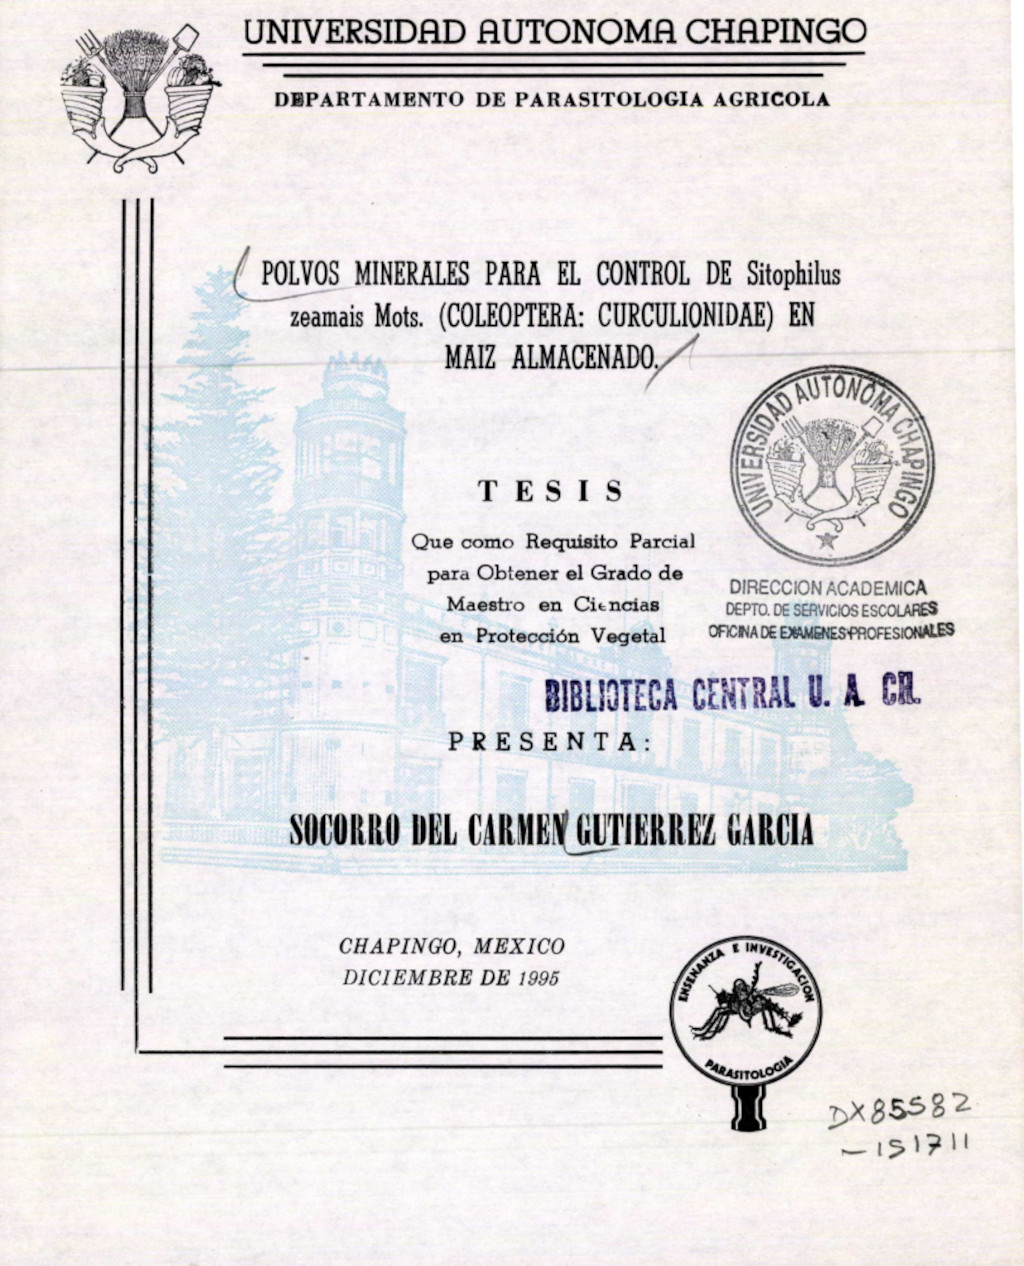 UNIVERSIDAD AUTONOMA CHAPINGO
DEPARTAMENTO DE PARASITOLOGIA AGRICOLA
POLVOS MINERALES PARA EL CONTROL DE Sitophilus
zeamais Mots. (COLEOPTERA: CURCULIONIDAE) EN
MAIZ ALMACENADO.
UNIVERSIDAD AUTONOMA CHAPINGO
TESIS
Que como Requisito Parcial
para Obtener el Grado de
Maestro en Ciencias
en Protección Vegetal
DIRECCION ACADEMICA
DEPTO. DE SERVICIOS ESCOLARES
OFICINA DE EXAMENES PROFESIONALES
BIBLIOTECA CENTRAL U. A. CH.
PRESENTA:
SOCORRO DEL CARMEN GUTIERREZ GARCIA
CHAPINGO, MEXICO
DICIEMBRE DE 1995
ENSEÑANZA E INVESTIGACION
PARASITOLOGIA
DX85582
-151711